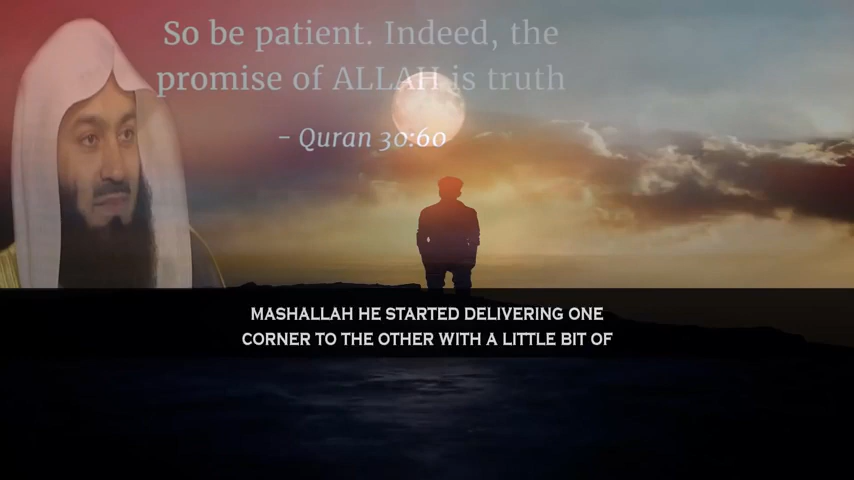 So be patient. Indeed, the
promise of ALLAH is truth
- Quran 30:60
MASHALLAH HE STARTED DELIVERING ONE
CORNER TO THE OTHER WITH A LITTLE BIT OF